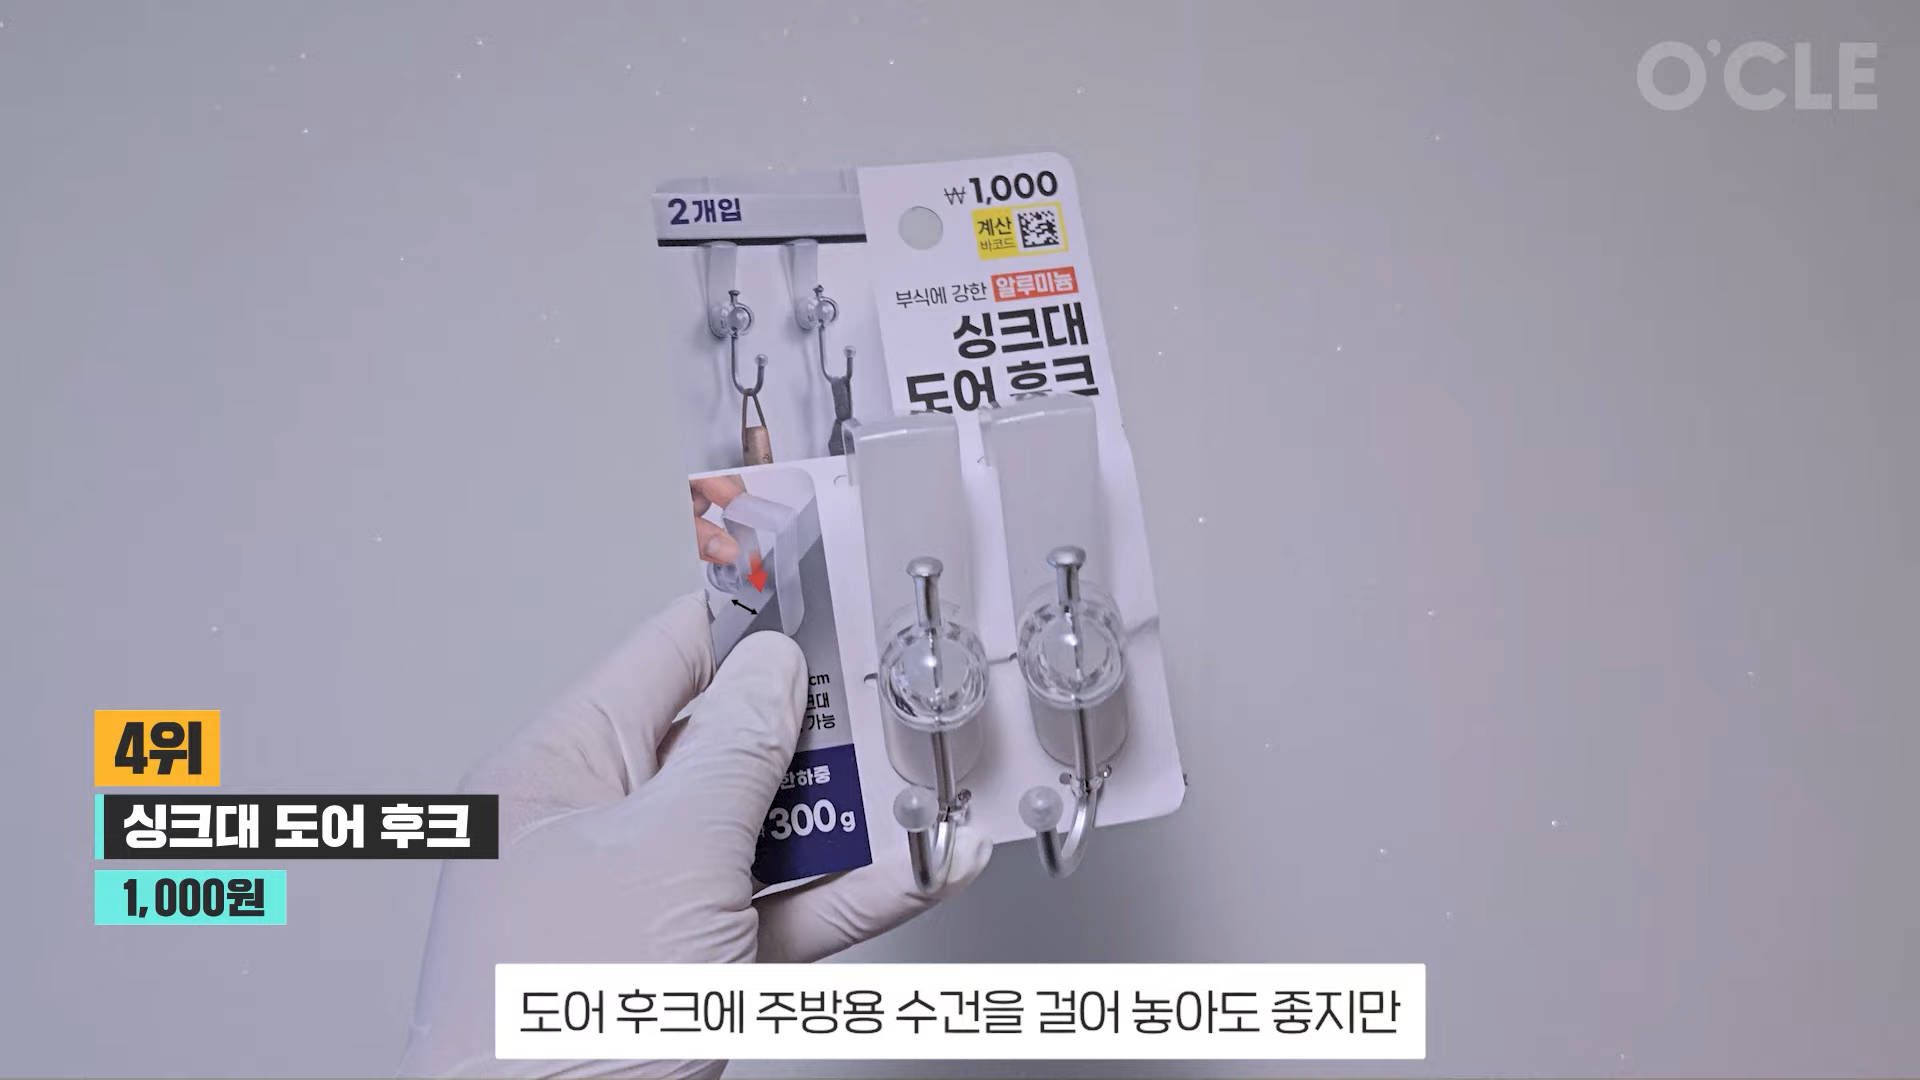 O'CLE
2개입
₩1,000
계산
바코드
부식에 강한 알루미늄
싱크대
도어 후크
cm
크대
가능
한하중
300g
4위
싱크대 도어 후크
1,000원
도어 후크에 주방용 수건을 걸어 놓아도 좋지만